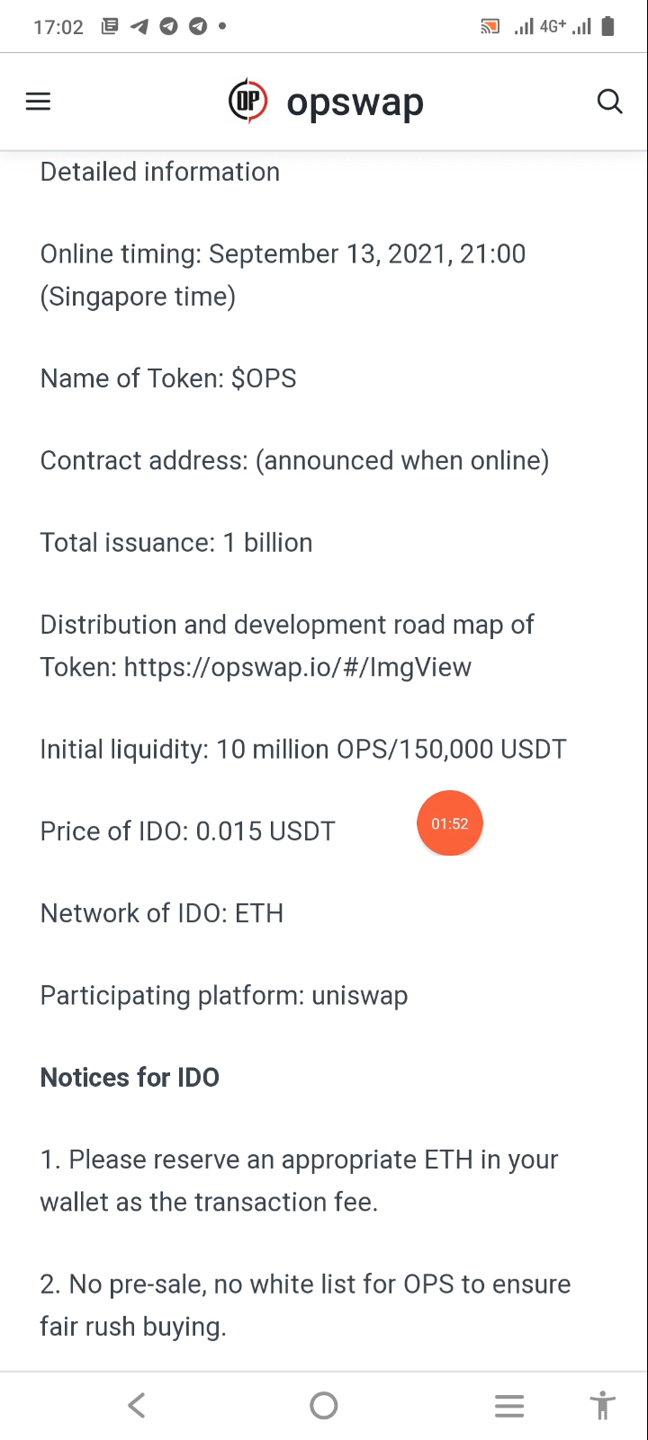 17:02
4G+
OP opswap
Detailed information
Online timing: September 13, 2021, 21:00
(Singapore time)
Name of Token: $OPS
Contract address: (announced when online)
Total issuance: 1 billion
Distribution and development road map of
Token: https://opswap.io/#/ImgView
Initial liquidity: 10 million OPS/150,000 USDT
Price of IDO: 0.015 USDT
01:52
Network of IDO: ETH
Participating platform: uniswap
Notices for IDO
1. Please reserve an appropriate ETH in your
wallet as the transaction fee.
2. No pre-sale, no white list for OPS to ensure
fair rush buying.